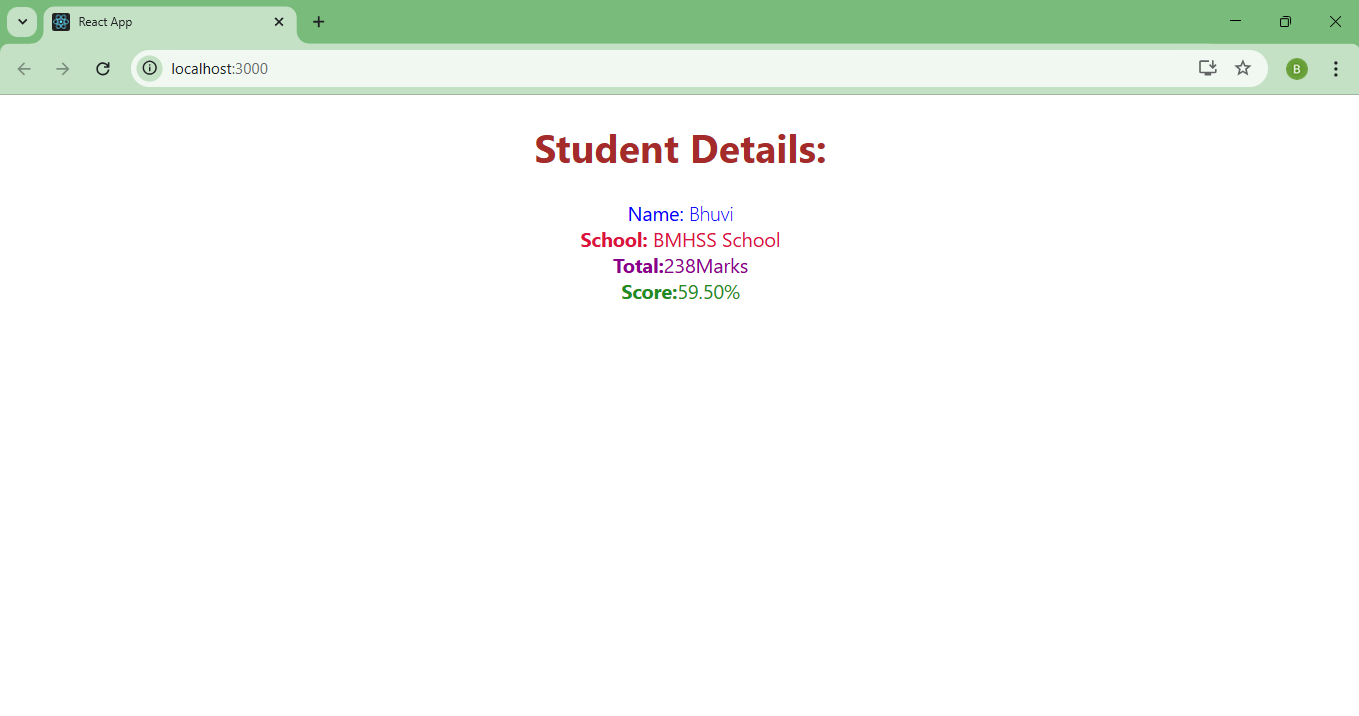 React App
localhost:3000
B
Student Details:
Name: Bhuvi
School: BMHSS School
Total:238Marks
Score:59.50%